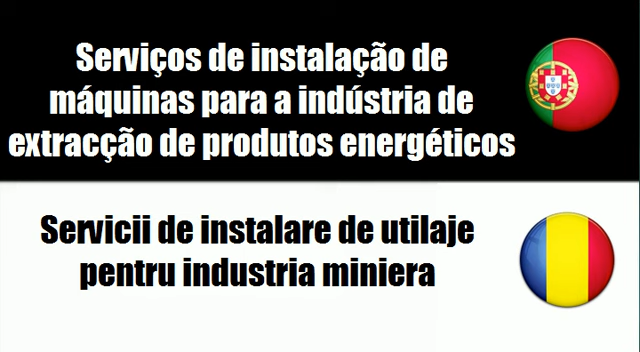 Serviços de instalação de
máquinas para a indústria de
extracção de produtos energéticos
Servicii de instalare de utilaje
pentru industria miniera